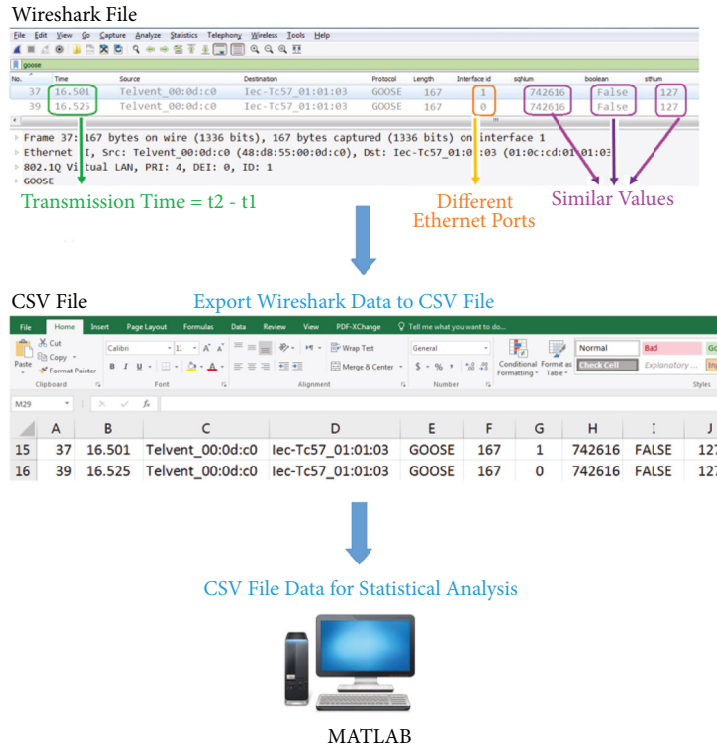 Wireshark File
File Edit View Go Capture Analyze Staistics Telephony Wireless Tools Help
goose
No. Time Source Destination Protocol Length Interface id sqNum boolean stNum
37 16.501 Telvent_00:0d:c0 Iec-Tc57_01:01:03 GOOSE 167 1 742616 False 127
39 16.525 Telvent_00:0d:c0 Iec-Tc57_01:01:03 GOOSE 167 0 742616 False 127
Frame 37: 167 bytes on wire (1336 bits), 167 bytes captured (1336 bits) on interface 1
Ethernet II, Src: Telvent_00:0d:c0 (48:d8:55:00:0d:c0), Dst: Iec-Tc57_01:01:03 (01:0c:cd:01:01:03
802.1Q Virtual LAN, PRI: 4, DEI: 0, ID: 1
GOOSE
Transmission Time = t2 - t1
Different
Ethernet Ports
Similar Values
CSV File
Export Wireshark Data to CSV File
File Home Insert Page Layout Formulas Data Review View PDF-XChange Tell me what you want to do...
Cut Calibri Wrap Text General Normal Bad Go
Paste Copy B I U Merge & Center $ % Conditional Format as Check Cell Explanatory ... Inp
Format Painter Formatting Table
Clipboard Font Alignment Number Styles
M29 fx
A B C D E F G H I J
15 37 16.501 Telvent_00:0d:c0 Iec-Tc57_01:01:03 GOOSE 167 1 742616 FALSE 127
16 39 16.525 Telvent_00:0d:c0 Iec-Tc57_01:01:03 GOOSE 167 0 742616 FALSE 127
CSV File Data for Statistical Analysis
MATLAB